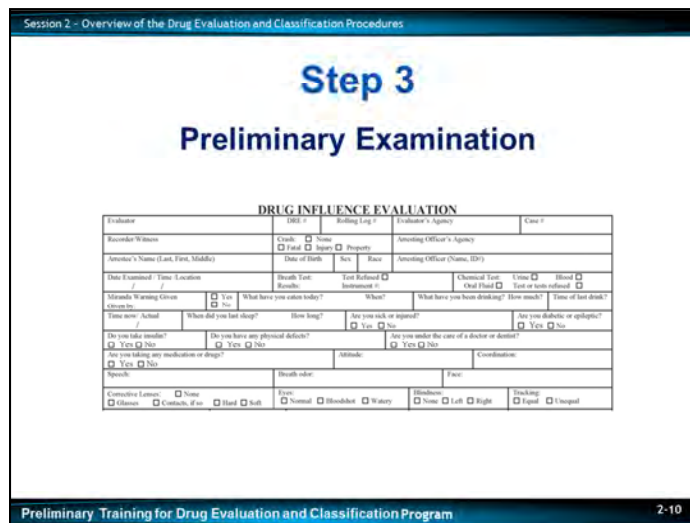 Session 2 - Overview of the Drug Evaluation and Classification Procedures
Step 3
Preliminary Examination
DRUG INFLUENCE EVALUATION
Evaluator DRE # Rolling Log # Evaluator's Agency Case #
Recorder/Witness Crash: None Arresting Officer's Agency
Fatal Injury Property
Arrestee's Name (Last, First, Middle) Date of Birth Sex Race Arresting Officer (Name, ID#)
Date Examined / Time /Location Breath Test: Test Refused Chemical Test: Urine Blood
/ / Results: Instrument #: Oral Fluid Test or tests refused
Miranda Warning Given Yes What have you eaten today? When? What have you been drinking? How much? Time of last drink?
Given by: No
Time now/ Actual When did you last sleep? How long? Are you sick or injured? Are you diabetic or epileptic?
/ Yes No Yes No
Do you take insulin? Do you have any physical defects? Are you under the care of a doctor or dentist?
Yes No Yes No Yes No
Are you taking any medication or drugs? Attitude: Coordination:
Yes No
Speech: Breath odor: Face:
Corrective Lenses: None Eyes: Blindness: Tracking:
Glasses Contacts, if so Hard Soft Normal Bloodshot Watery None Left Right Equal Unequal
Preliminary Training for Drug Evaluation and Classification Program 2-10